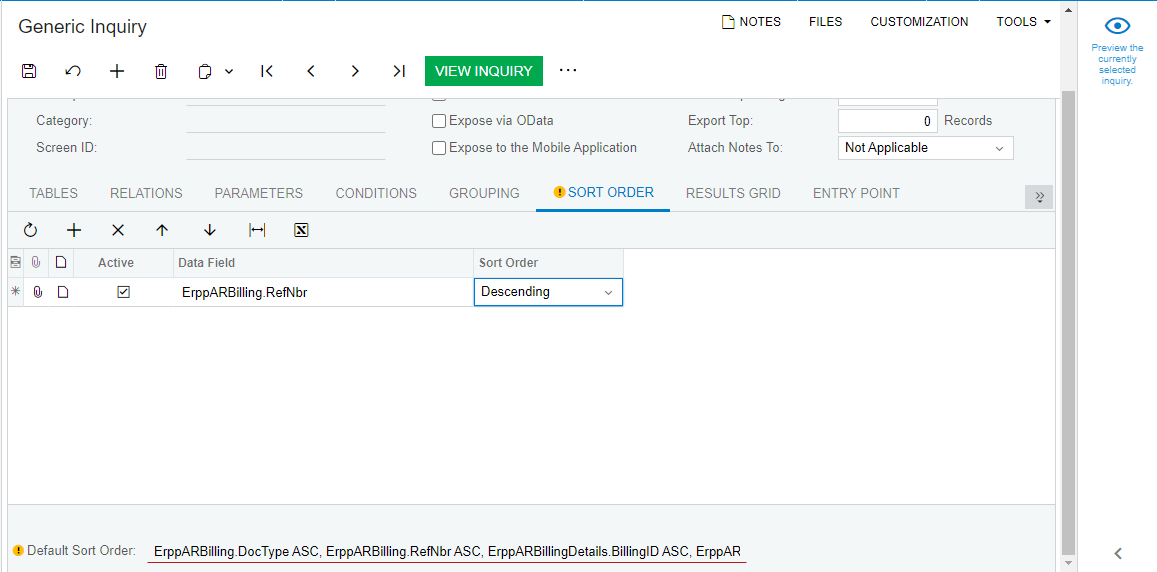 Generic Inquiry
NOTES FILES CUSTOMIZATION TOOLS
Preview the
currently
selected
inquiry.
VIEW INQUIRY ...
Category:
Expose via OData
Export Top: 0 Records
Screen ID:
Expose to the Mobile Application
Attach Notes To: Not Applicable
TABLES RELATIONS PARAMETERS CONDITIONS GROUPING SORT ORDER RESULTS GRID ENTRY POINT
Active Data Field Sort Order
ErppARBilling.RefNbr Descending
Default Sort Order: ErppARBilling.DocType ASC, ErppARBilling.RefNbr ASC, ErppARBillingDetails.BillingID ASC, ErppAR